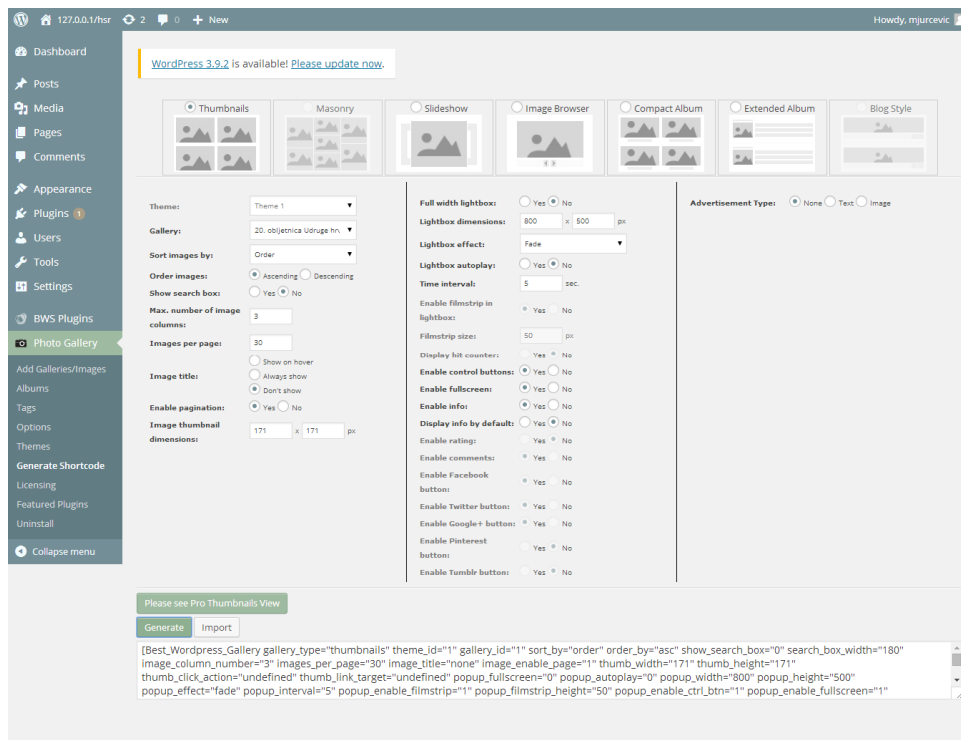 127.0.0.1/hsr 2 0 + New Howdy, mjurcevic
Dashboard
Posts
Media
Pages
Comments
Appearance
Plugins 1
Users
Tools
Settings
BWS Plugins
Photo Gallery
Add Galleries/Images
Albums
Tags
Options
Themes
Generate Shortcode
Licensing
Featured Plugins
Uninstall
Collapse menu
WordPress 3.9.2 is available! Please update now.
Thumbnails Masonry Slideshow Image Browser Compact Album Extended Album Blog Style
Theme: Theme 1
Gallery: 20. obljetnica Udruge hrv.
Sort images by: Order
Order images: Ascending Descending
Show search box: Yes No
Max. number of image
columns: 3
Images per page: 30
Show on hover
Image title: Always show
Don't show
Enable pagination: Yes No
Image thumbnail
dimensions: 171 x 171 px
Full width lightbox: Yes No
Lightbox dimensions: 800 x 500 px
Lightbox effect: Fade
Lightbox autoplay: Yes No
Time interval: 5 sec.
Enable filmstrip in
lightbox: Yes No
Filmstrip size: 50 px
Display hit counter: Yes No
Enable control buttons: Yes No
Enable fullscreen: Yes No
Enable info: Yes No
Display info by default: Yes No
Enable rating: Yes No
Enable comments: Yes No
Enable Facebook
button: Yes No
Enable Twitter button: Yes No
Enable Google+ button: Yes No
Enable Pinterest
button: Yes No
Enable Tumblr button: Yes No
Advertisement Type: None Text Image
Please see Pro Thumbnails View
Generate Import
[Best_Wordpress_Gallery gallery_type="thumbnails" theme_id="1" gallery_id="1" sort_by="order" order_by="asc" show_search_box="0" search_box_width="180"
image_column_number="3" images_per_page="30" image_title="none" image_enable_page="1" thumb_width="171" thumb_height="171"
thumb_click_action="undefined" thumb_link_target="undefined" popup_fullscreen="0" popup_autoplay="0" popup_width="800" popup_height="500"
popup_effect="fade" popup_interval="5" popup_enable_filmstrip="1" popup_filmstrip_height="50" popup_enable_ctrl_btn="1" popup_enable_fullscreen="1"